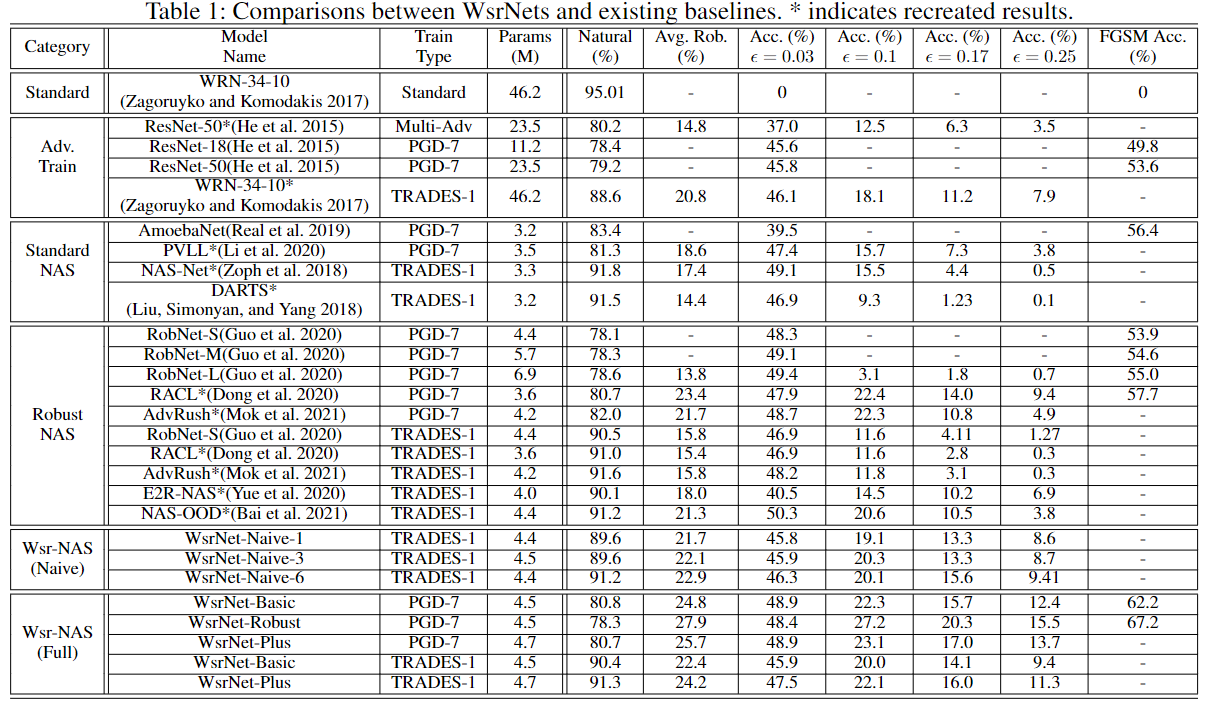 Table 1: Comparisons between WsrNets and existing baselines. * indicates recreated results.
Category Model Name Train Type Params (M) Natural (%) Avg. Rob. (%) Acc. (%) ϵ = 0.03 Acc. (%) ϵ = 0.1 Acc. (%) ϵ = 0.17 Acc. (%) ϵ = 0.25 FGSM Acc. (%)
Standard WRN-34-10 (Zagoruyko and Komodakis 2017) Standard 46.2 95.01 - 0 - - - 0
Adv. Train
ResNet-50*(He et al. 2015) Multi-Adv 23.5 80.2 14.8 37.0 12.5 6.3 3.5 -
ResNet-18(He et al. 2015) PGD-7 11.2 78.4 - 45.6 - - - 49.8
ResNet-50(He et al. 2015) PGD-7 23.5 79.2 - 45.8 - - - 53.6
WRN-34-10* (Zagoruyko and Komodakis 2017) TRADES-1 46.2 88.6 20.8 46.1 18.1 11.2 7.9 -
Standard NAS
AmoebaNet(Real et al. 2019) PGD-7 3.2 83.4 - 39.5 - - - 56.4
PVLL*(Li et al. 2020) PGD-7 3.5 81.3 18.6 47.4 15.7 7.3 3.8 -
NAS-Net*(Zoph et al. 2018) TRADES-1 3.3 91.8 17.4 49.1 15.5 4.4 0.5 -
DARTS* (Liu, Simonyan, and Yang 2018) TRADES-1 3.2 91.5 14.4 46.9 9.3 1.23 0.1 -
Robust NAS
RobNet-S(Guo et al. 2020) PGD-7 4.4 78.1 - 48.3 - - - 53.9
RobNet-M(Guo et al. 2020) PGD-7 5.7 78.3 - 49.1 - - - 54.6
RobNet-L(Guo et al. 2020) PGD-7 6.9 78.6 13.8 49.4 3.1 1.8 0.7 55.0
RACL*(Dong et al. 2020) PGD-7 3.6 80.7 23.4 47.9 22.4 14.0 9.4 57.7
AdvRush*(Mok et al. 2021) PGD-7 4.2 82.0 21.7 48.7 22.3 10.8 4.9 -
RobNet-S(Guo et al. 2020) TRADES-1 4.4 90.5 15.8 46.9 11.6 4.11 1.27 -
RACL*(Dong et al. 2020) TRADES-1 3.6 91.0 15.4 46.9 11.6 2.8 0.3 -
AdvRush*(Mok et al. 2021) TRADES-1 4.2 91.6 15.8 48.2 11.8 3.1 0.3 -
E2R-NAS*(Yue et al. 2020) TRADES-1 4.0 90.1 18.0 40.5 14.5 10.2 6.9 -
NAS-OOD*(Bai et al. 2021) TRADES-1 4.4 91.2 21.3 50.3 20.6 10.5 3.8 -
Wsr-NAS (Naive)
WsrNet-Naive-1 TRADES-1 4.4 89.6 21.7 45.8 19.1 13.3 8.6 -
WsrNet-Naive-3 TRADES-1 4.5 89.6 22.1 45.9 20.3 13.3 8.7 -
WsrNet-Naive-6 TRADES-1 4.4 91.2 22.9 46.3 20.1 15.6 9.41 -
Wsr-NAS (Full)
WsrNet-Basic PGD-7 4.5 80.8 24.8 48.9 22.3 15.7 12.4 62.2
WsrNet-Robust PGD-7 4.5 78.3 27.9 48.4 27.2 20.3 15.5 67.2
WsrNet-Plus PGD-7 4.7 80.7 25.7 48.9 23.1 17.0 13.7 -
WsrNet-Basic TRADES-1 4.5 90.4 22.4 45.9 20.0 14.1 9.4 -
WsrNet-Plus TRADES-1 4.7 91.3 24.2 47.5 22.1 16.0 11.3 -